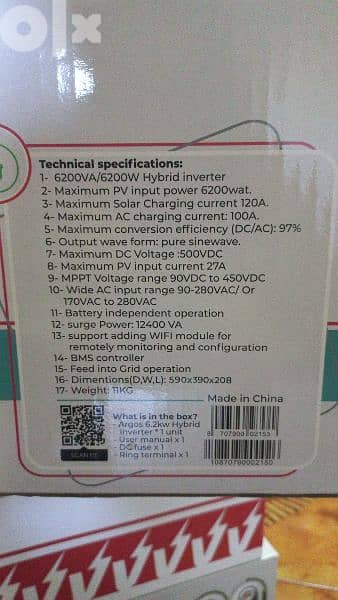 olx
Technical specifications:
1- 6200VA/6200W Hybrid inverter
2- Maximum PV input power 6200wat.
3- Maximum Solar Charging current 120A.
4- Maximum AC charging current: 100A.
5- Maximum conversion efficiency (DC/AC): 97%
6- Output wave form: pure sinewave.
7- Maximum DC Voltage :500VDC
8- Maximum PV input current 27A
9- MPPT Voltage range 90VDC to 450VDC
10- Wide AC input range 90-280VAC/ Or
170VAC to 280VAC
11- Battery independent operation
12- surge Power: 12400 VA
13- support adding WIFI module for
remotely monitoring and configuration
14- BMS controller
15- Feed into Grid operation
16- Dimentions(D,W,L): 590x390x208
17- Weight: 11KG
Made in China
What is in the box?
- Argos 6.2kw Hybrid
Inverter * 1 unit
- User manual x 1
- DC fuse x 1
- Ring terminal x 1
SCAN ME
8 707900 02153